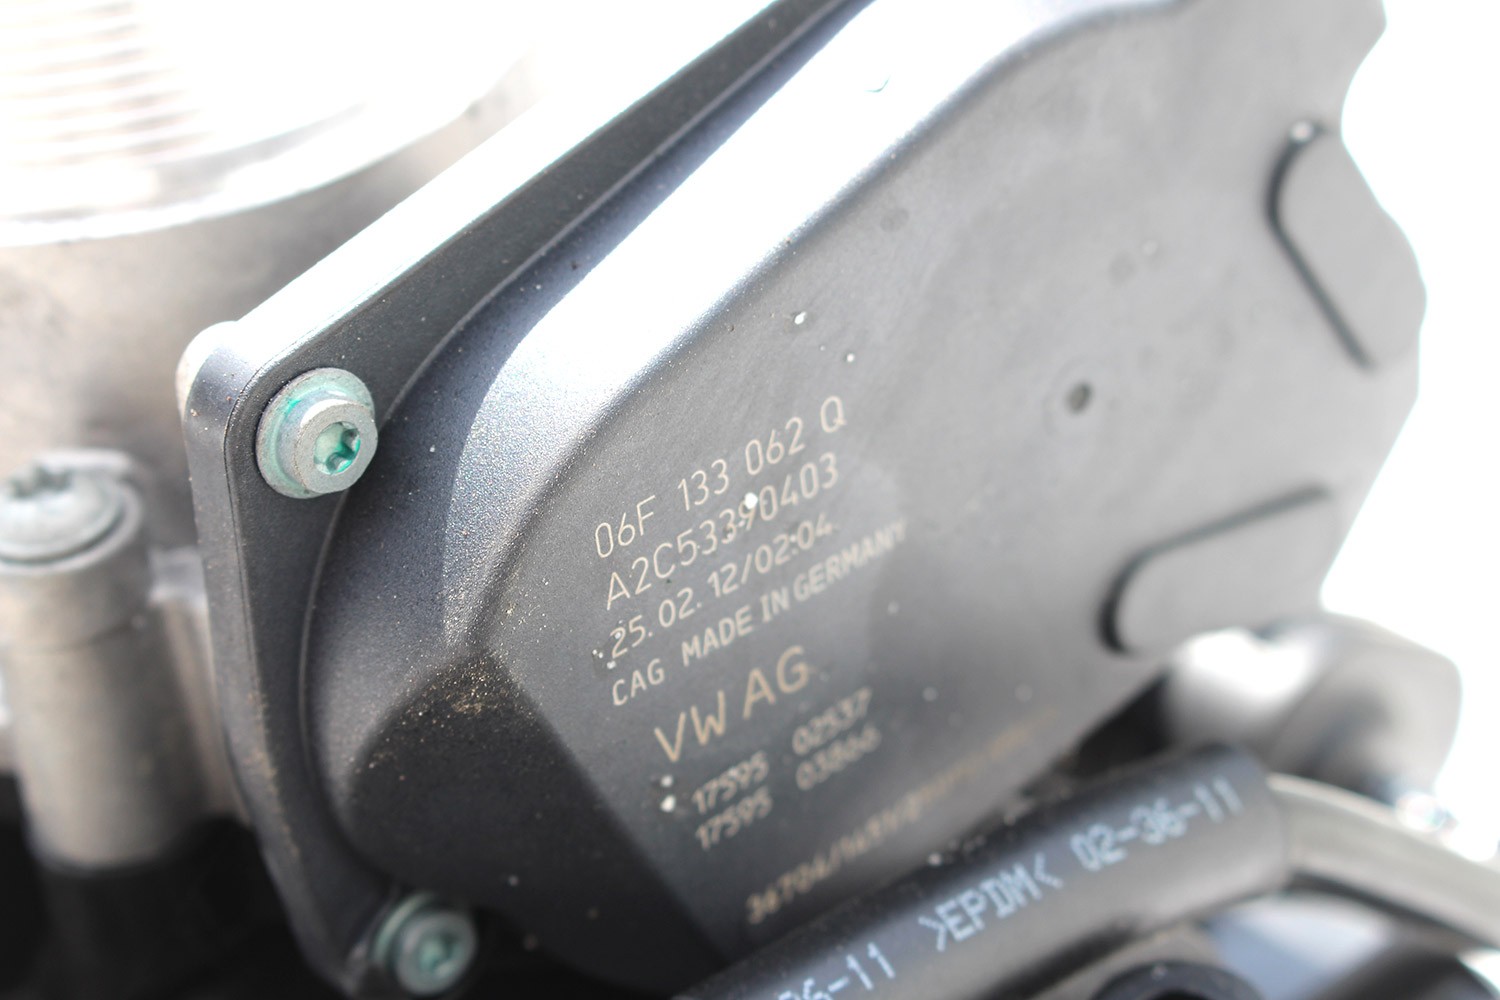 06F 133 062 Q
A2C53390403
25.02.12/02:04
CAG MADE IN GERMANY
VW AG
17595 02537
17595 03866
>EPDM< 02-36-11
36-11